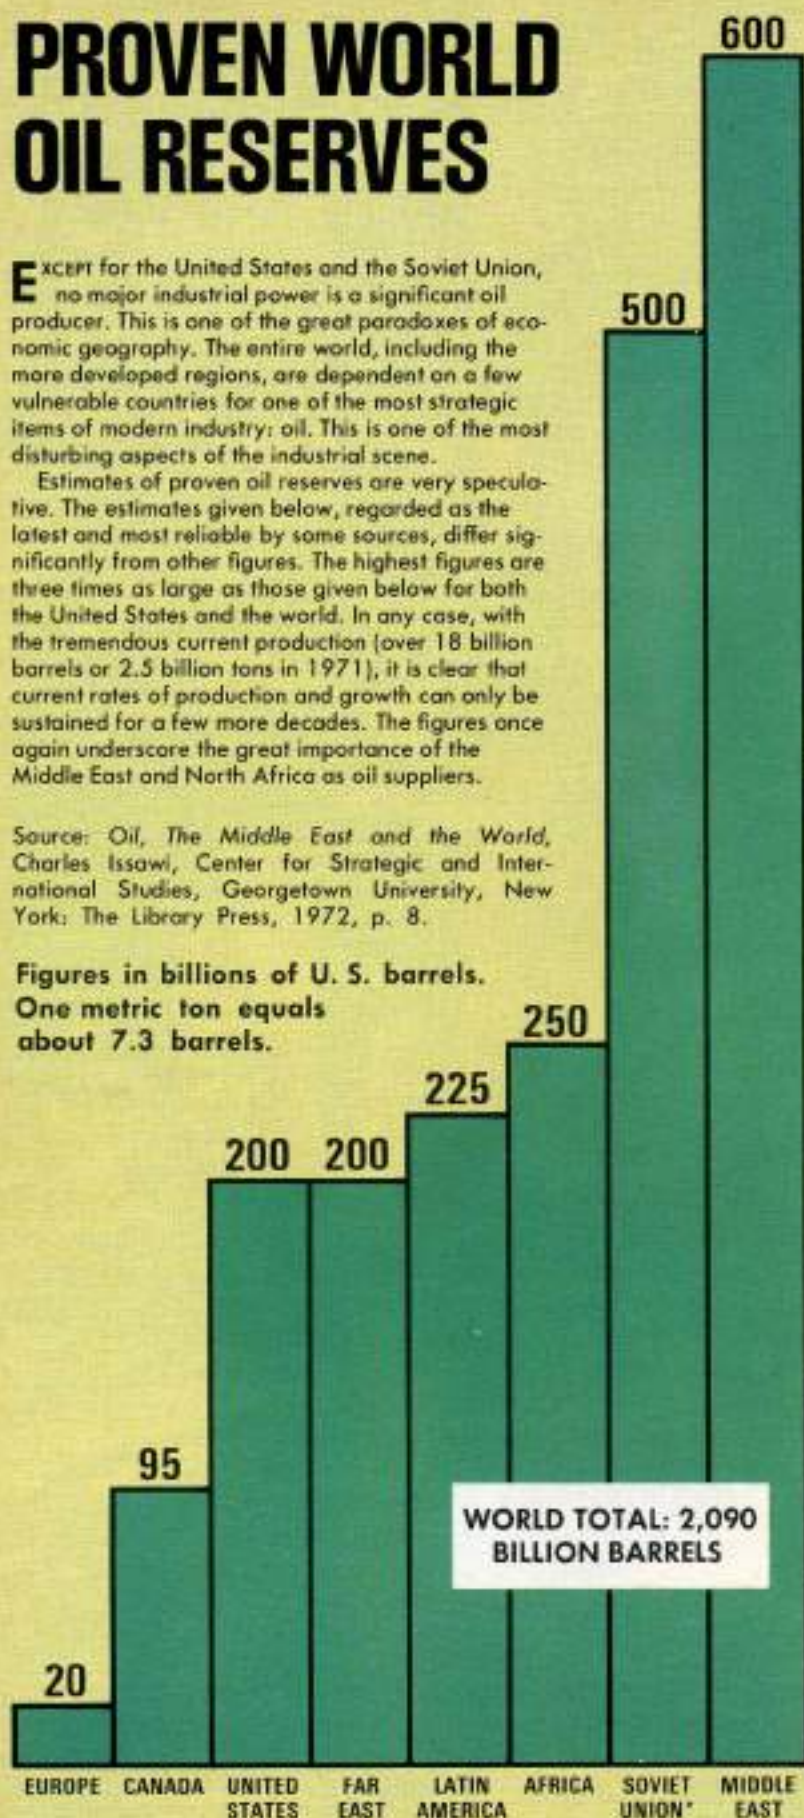 PROVEN WORLD
OIL RESERVES
EXCEPT for the United States and the Soviet Union,
no major industrial power is a significant oil
producer. This is one of the great paradoxes of eco-
nomic geography. The entire world, including the
more developed regions, are dependent on a few
vulnerable countries for one of the most strategic
items of modern industry: oil. This is one of the most
disturbing aspects of the industrial scene.
Estimates of proven oil reserves are very specula-
tive. The estimates given below, regarded as the
latest and most reliable by some sources, differ sig-
nificantly from other figures. The highest figures are
three times as large as those given below for both
the United States and the world. In any case, with
the tremendous current production (over 18 billion
barrels or 2.5 billion tons in 1971), it is clear that
current rates of production and growth can only be
sustained for a few more decades. The figures once
again underscore the great importance of the
Middle East and North Africa as oil suppliers.
Source: Oil, The Middle East and the World,
Charles Issawi, Center for Strategic and Inter-
national Studies, Georgetown University, New
York: The Library Press, 1972, p. 8.
Figures in billions of U. S. barrels.
One metric ton equals
about 7.3 barrels.
600
500
250
225
200 200
95
20
WORLD TOTAL: 2,090
BILLION BARRELS
EUROPE CANADA UNITED FAR LATIN AFRICA SOVIET MIDDLE
STATES EAST AMERICA UNION* EAST